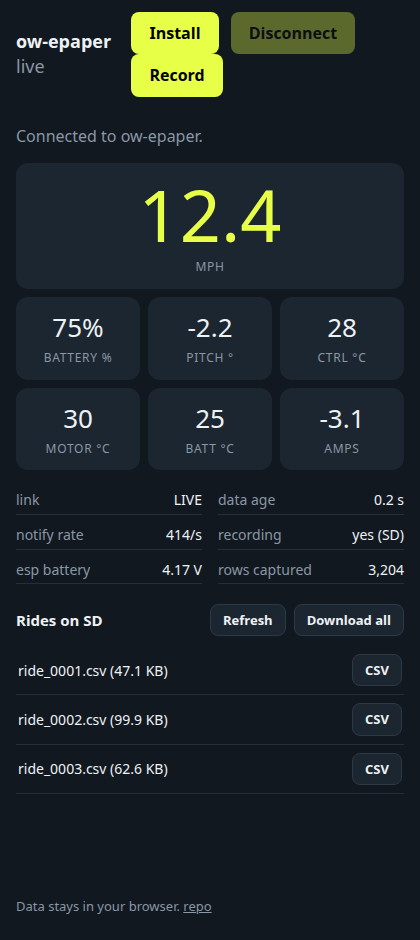 ow-epaper live
Install
Disconnect
Record
Connected to ow-epaper.
12.4
MPH
75%
BATTERY %
-2.2
PITCH °
28
CTRL °C
30
MOTOR °C
25
BATT °C
-3.1
AMPS
link LIVE
data age 0.2 s
notify rate 414/s
recording yes (SD)
esp battery 4.17 V
rows captured 3,204
Rides on SD
Refresh
Download all
ride_0001.csv (47.1 KB) CSV
ride_0002.csv (99.9 KB) CSV
ride_0003.csv (62.6 KB) CSV
Data stays in your browser. repo